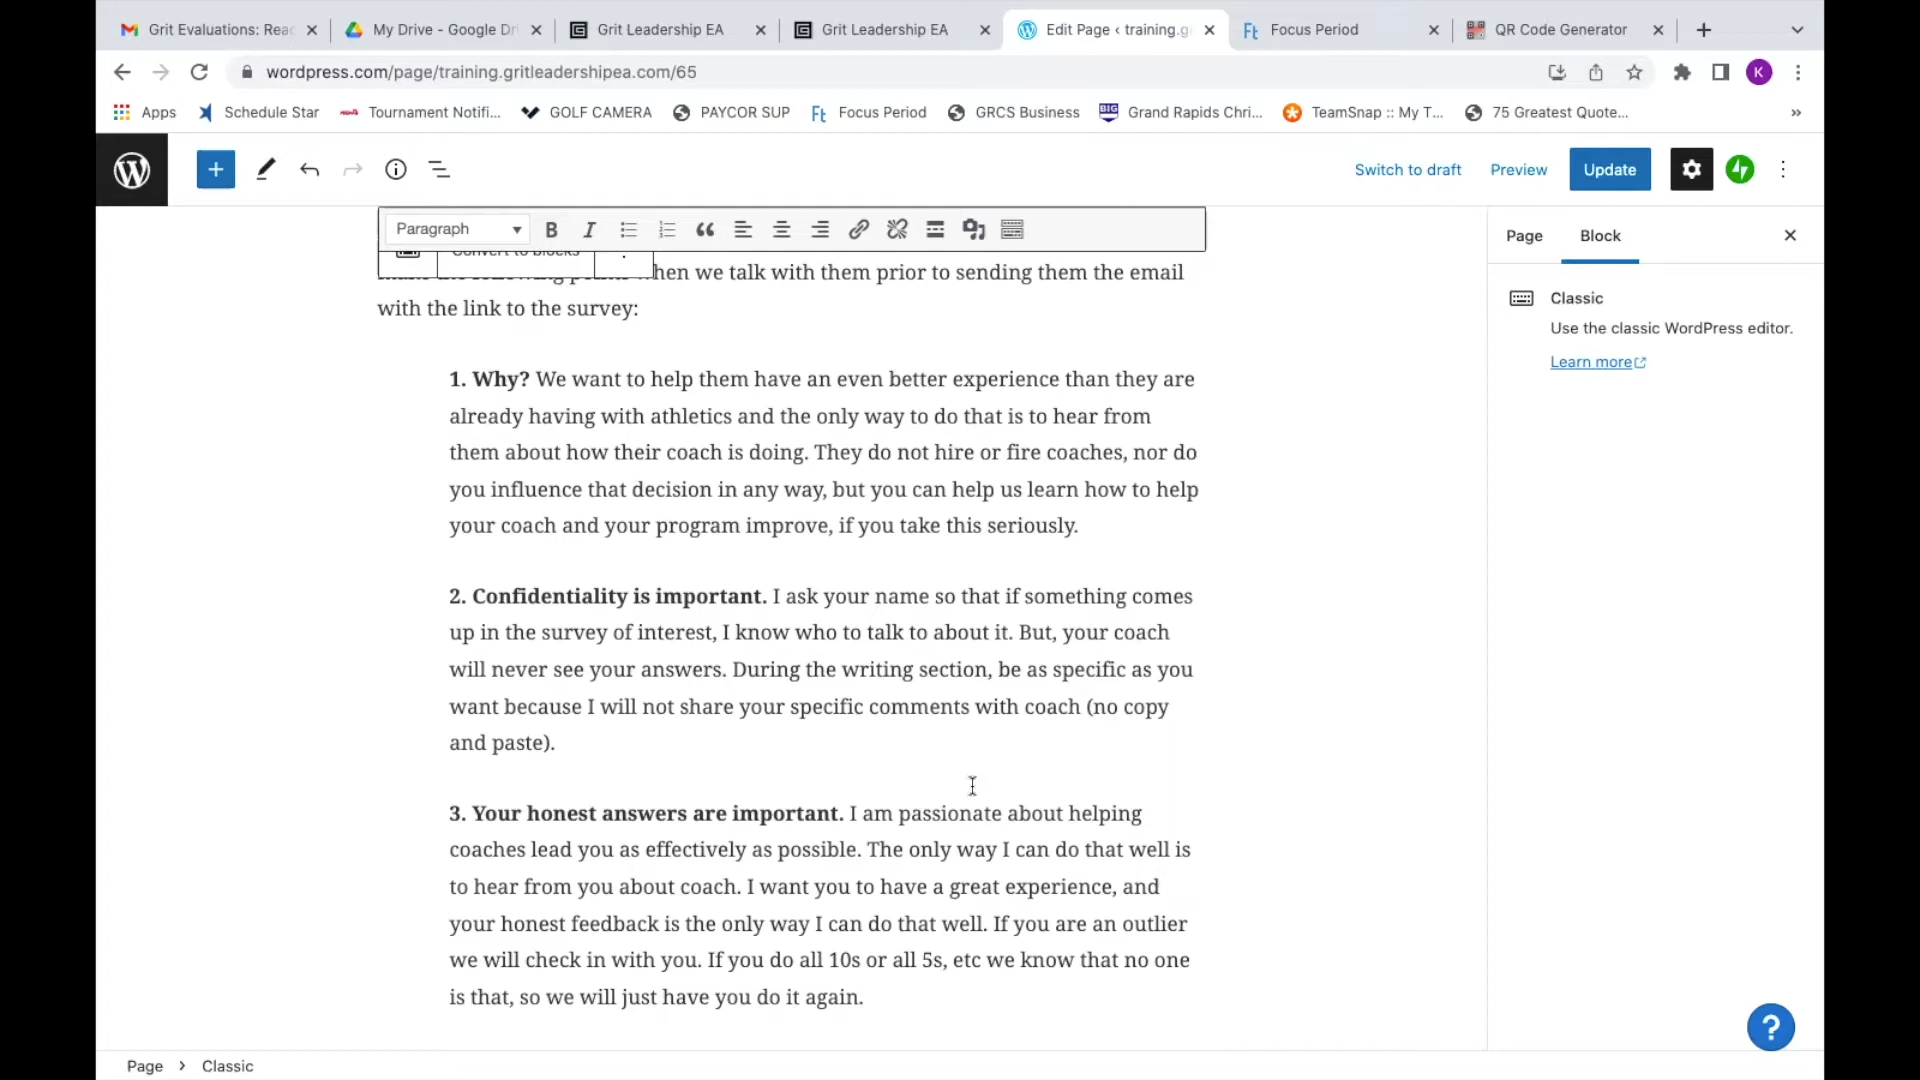 Grit Evaluations: Read
My Drive - Google Dri
Grit Leadership EA
Grit Leadership EA
Edit Page ‹ training.g
Focus Period
QR Code Generator
wordpress.com/page/training.gritleadershipea.com/65
K
Apps
Schedule Star
Tournament Notifi...
GOLF CAMERA
PAYCOR SUP
Focus Period
GRCS Business
Grand Rapids Chri...
TeamSnap :: My T...
75 Greatest Quote...
Switch to draft
Preview
Update
Paragraph
Convert to blocks
when we talk with them prior to sending them the email
with the link to the survey:
1. Why? We want to help them have an even better experience than they are
already having with athletics and the only way to do that is to hear from
them about how their coach is doing. They do not hire or fire coaches, nor do
you influence that decision in any way, but you can help us learn how to help
your coach and your program improve, if you take this seriously.
2. Confidentiality is important. I ask your name so that if something comes
up in the survey of interest, I know who to talk to about it. But, your coach
will never see your answers. During the writing section, be as specific as you
want because I will not share your specific comments with coach (no copy
and paste).
3. Your honest answers are important. I am passionate about helping
coaches lead you as effectively as possible. The only way I can do that well is
to hear from you about coach. I want you to have a great experience, and
your honest feedback is the only way I can do that well. If you are an outlier
we will check in with you. If you do all 10s or all 5s, etc we know that no one
is that, so we will just have you do it again.
Page
Block
Classic
Use the classic WordPress editor.
Learn more
Page
Classic